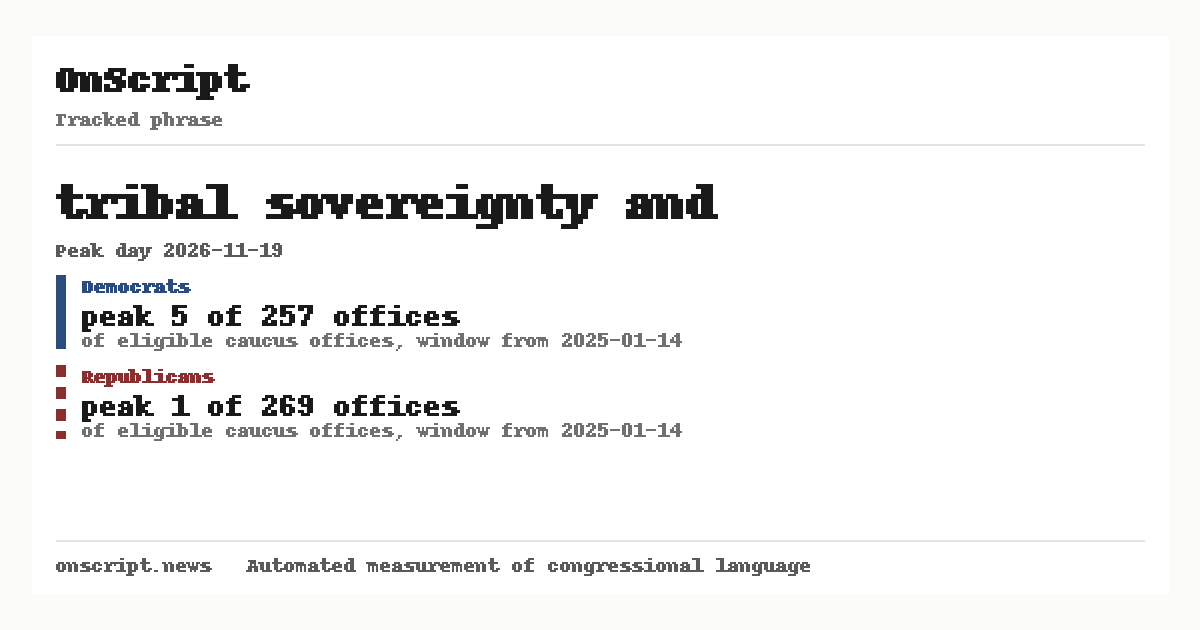 OnScript
Tracked phrase
tribal sovereignty and
Peak day 2026-11-19
Democrats
peak 5 of 257 offices
of eligible caucus offices, window from 2025-01-14
Republicans
peak 1 of 269 offices
of eligible caucus offices, window from 2025-01-14
onscript.news Automated measurement of congressional language